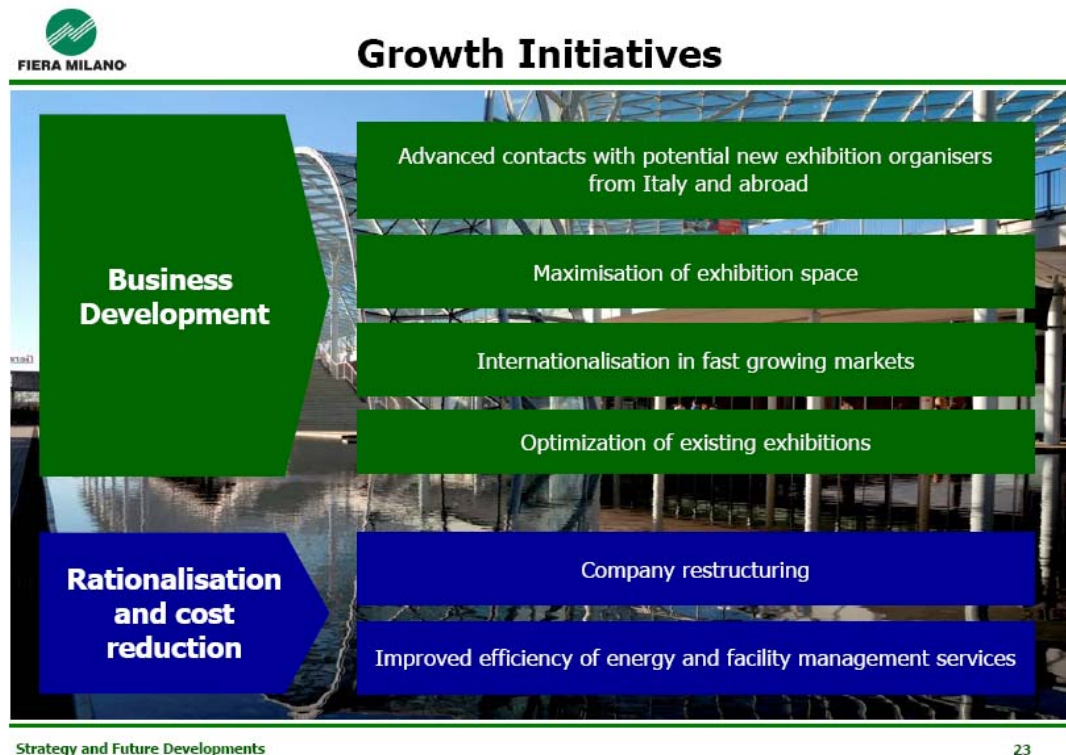 FIERA MILANO
Growth Initiatives
Business
Development
Advanced contacts with potential new exhibition organisers
from Italy and abroad
Maximisation of exhibition space
Internationalisation in fast growing markets
Optimization of existing exhibitions
Rationalisation
and cost
reduction
Company restructuring
Improved efficiency of energy and facility management services
Strategy and Future Developments
23